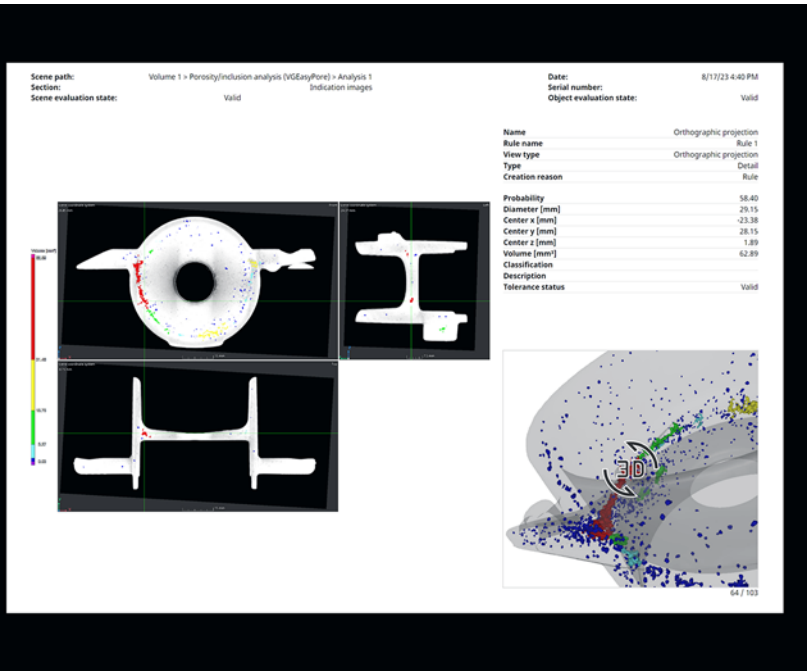 Scene path: Volume 1 > Porosity/inclusion analysis (VGEasyPore) > Analysis 1
Section: Indication images
Scene evaluation state: Valid
Date: 8/17/23 4:40 PM
Serial number:
Object evaluation state: Valid
Name Orthographic projection
Rule name Rule 1
View type Orthographic projection
Type Detail
Creation reason Rule
Probability 58.40
Diameter [mm] 29.15
Center x [mm] -23.38
Center y [mm] 28.15
Center z [mm] 1.89
Volume [mm³] 62.89
Classification
Description
Tolerance status Valid
Volume [mm³]
3D
64 / 103